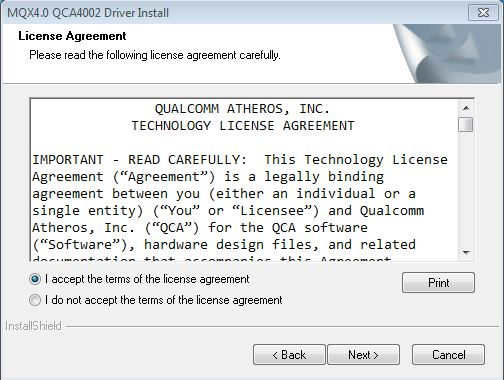 MQX4.0 QCA4002 Driver Install
License Agreement
Please read the following license agreement carefully.
QUALCOMM ATHEROS, INC.
TECHNOLOGY LICENSE AGREEMENT
IMPORTANT - READ CAREFULLY:  This Technology License
Agreement (“Agreement”) is a legally binding
agreement between you (either an individual or a
single entity) (“You” or “Licensee”) and Qualcomm
Atheros, Inc. (“QCA”) for the QCA software
(“Software”), hardware design files, and related
documentation that accompanies this Agreement
I accept the terms of the license agreement
Print
I do not accept the terms of the license agreement
InstallShield
< Back
Next >
Cancel